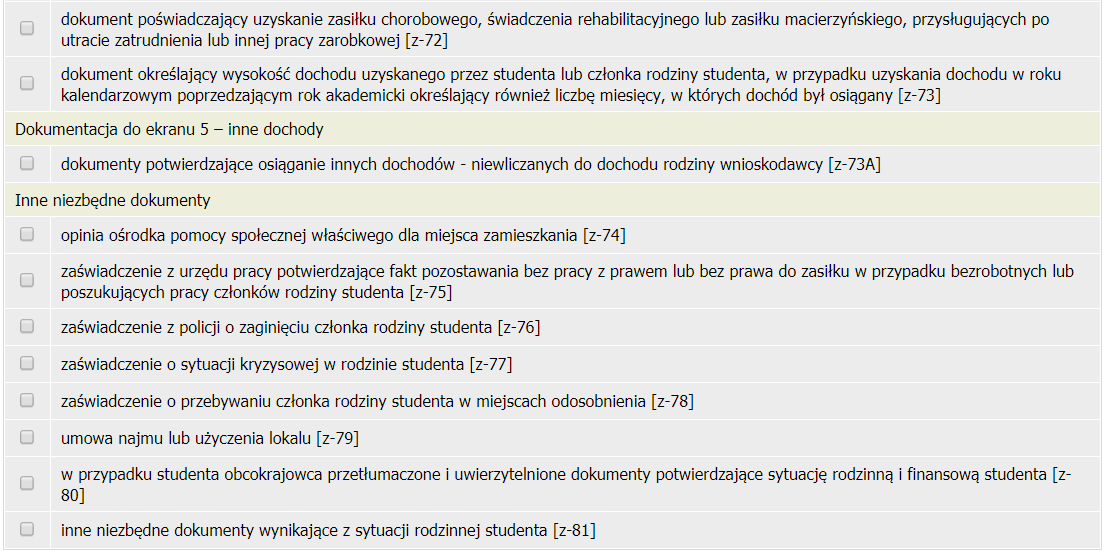 dokument poświadczający uzyskanie zasiłku chorobowego, świadczenia rehabilitacyjnego lub zasiłku macierzyńskiego, przysługujących po
utracie zatrudnienia lub innej pracy zarobkowej [z-72]
dokument określający wysokość dochodu uzyskanego przez studenta lub członka rodziny studenta, w przypadku uzyskania dochodu w roku
kalendarzowym poprzedzającym rok akademicki określający również liczbę miesięcy, w których dochód był osiągany [z-73]
Dokumentacja do ekranu 5 – inne dochody
dokumenty potwierdzające osiąganie innych dochodów - niewliczanych do dochodu rodziny wnioskodawcy [z-73A]
Inne niezbędne dokumenty
opinia ośrodka pomocy społecznej właściwego dla miejsca zamieszkania [z-74]
zaświadczenie z urzędu pracy potwierdzające fakt pozostawania bez pracy z prawem lub bez prawa do zasiłku w przypadku bezrobotnych lub
poszukujących pracy członków rodziny studenta [z-75]
zaświadczenie z policji o zaginięciu członka rodziny studenta [z-76]
zaświadczenie o sytuacji kryzysowej w rodzinie studenta [z-77]
zaświadczenie o przebywaniu członka rodziny studenta w miejscach odosobnienia [z-78]
umowa najmu lub użyczenia lokalu [z-79]
w przypadku studenta obcokrajowca przetłumaczone i uwierzytelnione dokumenty potwierdzające sytuację rodzinną i finansową studenta [z-
80]
inne niezbędne dokumenty wynikające z sytuacji rodzinnej studenta [z-81]